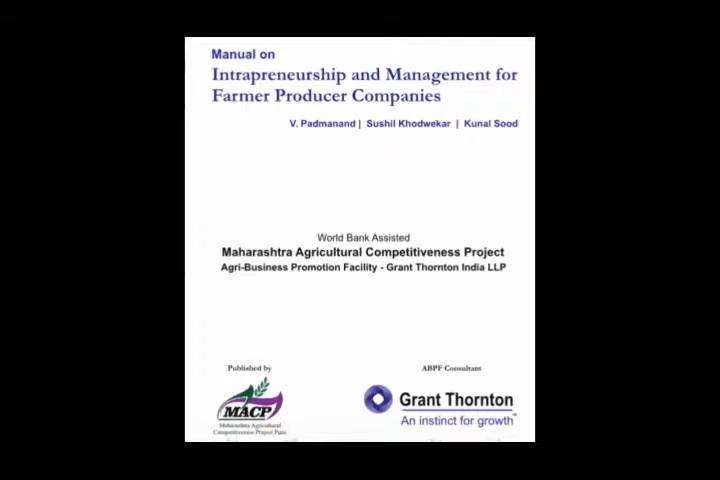 Manual on
Intrapreneurship and Management for
Farmer Producer Companies
V. Padmanand | Sushil Khodwekar | Kunal Sood
World Bank Assisted
Maharashtra Agricultural Competitiveness Project
Agri-Business Promotion Facility - Grant Thornton India LLP
Published by
ABPF Consultant
MACP
Maharashtra Agricultural
Competitiveness Project Pune
Grant Thornton
An instinct for growth™